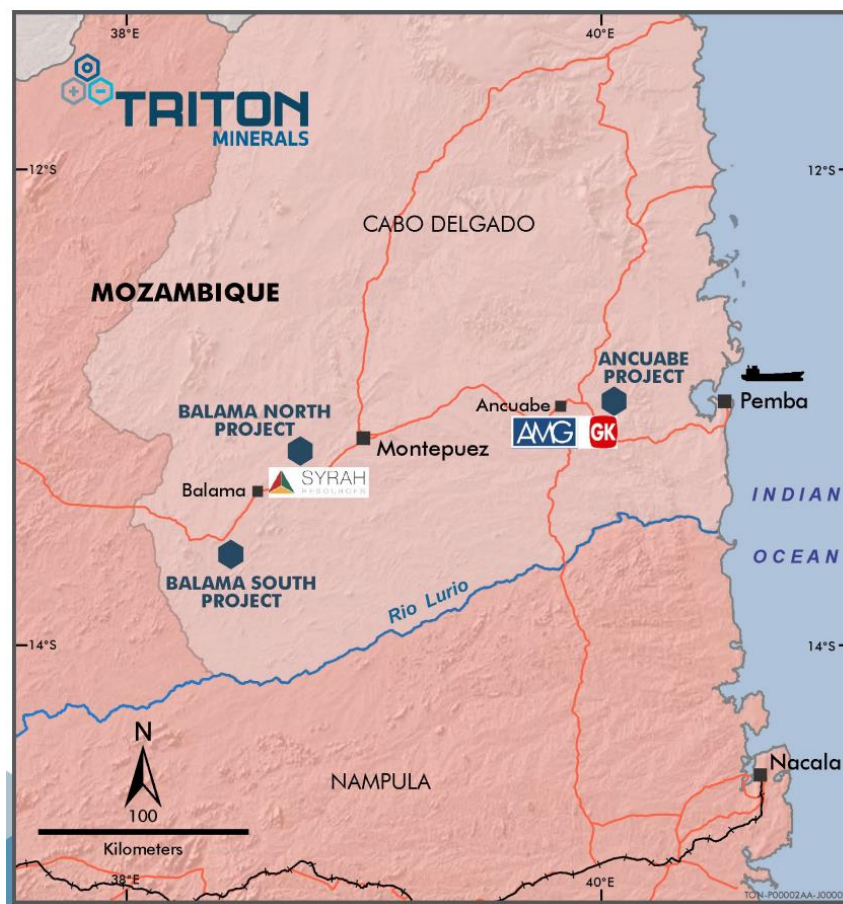 38°E
40°E
TRITON
MINERALS
12°S
12°S
CABO DELGADO
MOZAMBIQUE
ANCUABE
PROJECT
BALAMA NORTH
PROJECT
Ancuabe
Pemba
AMG
GK
Montepuez
Balama
SYRAH
RESOURCES
INDIAN
OCEAN
BALAMA SOUTH
PROJECT
Rio Lurio
14°S
14°S
N
NAMPULA
Nacala
100
Kilometers
38°E
40°E